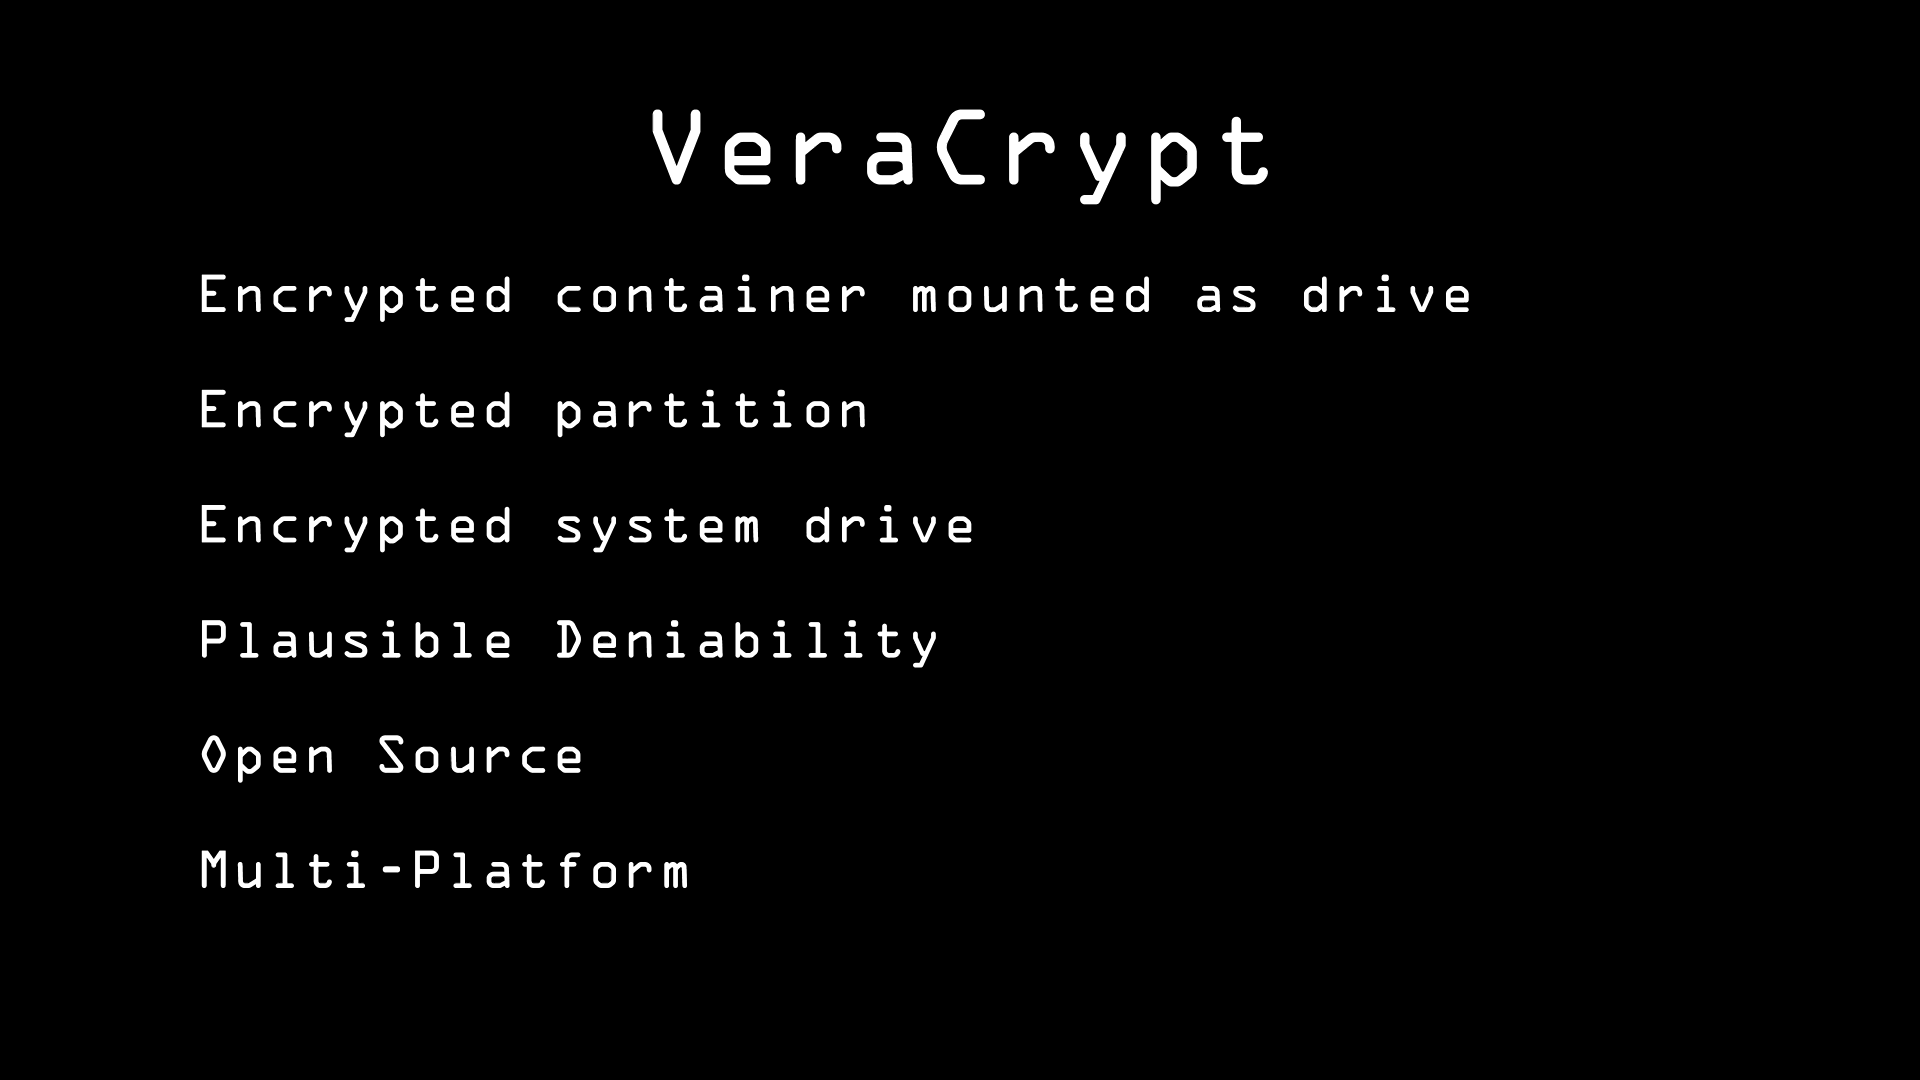 VeraCrypt
Encrypted container mounted as drive
Encrypted partition
Encrypted system drive
Plausible Deniability
Open Source
Multi-Platform